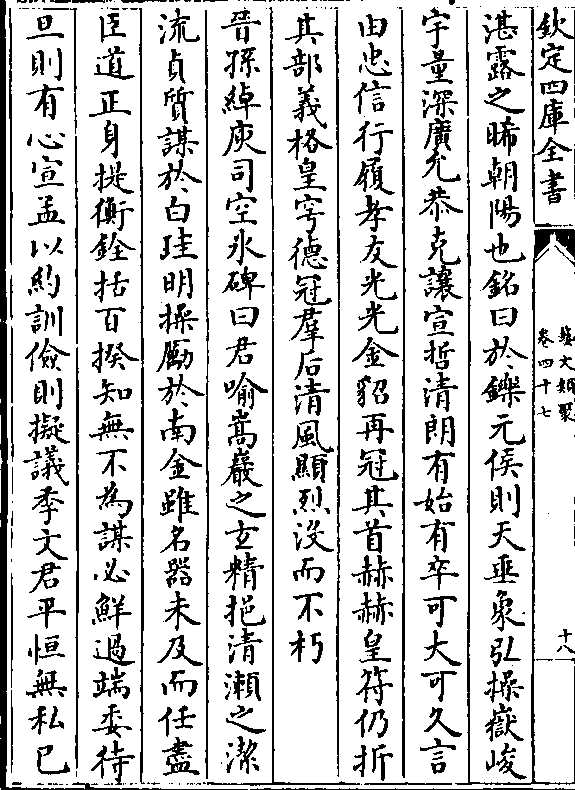 欽定四庫全書
藝文類聚
卷四十七
十八
湛露之晞朝陽也銘曰於鑠元侯則天垂象弘操嶽峻
宇量深廣允恭克讓宣哲清朗有始有卒可大可久言
由忠信行履孝友光光金貂再冠其首赫赫皇符仍折
其部義格皇穹德冠羣后清風顯烈没而不朽
晉孫綽庾司空氷碑曰君喻嵩巖之玄精挹清瀨之潔
流貞質謀於白珪明操勵於南金雖名器未及而任盡
臣道正身提衡銓括百揆知無不為謀必鮮過端委待
旦則有心宣孟以約訓儉則擬議季文君平恒無私已